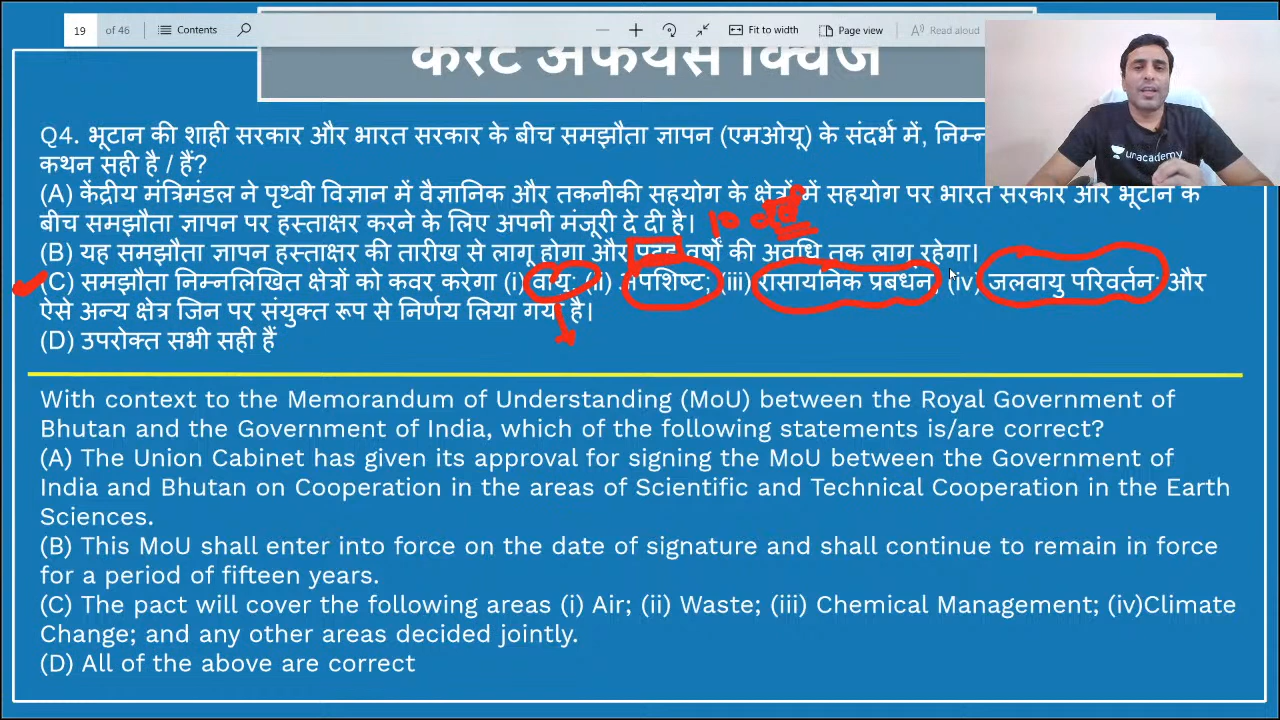 19 of 46 Contents Fit to width Page view Read aloud
करंट अफेयर्स क्विज
unacademy
Q4. भूटान की शाही सरकार और भारत सरकार के बीच समझौता ज्ञापन (एमओयू) के संदर्भ में,
कथन सही है / हैं?
(A) केंद्रीय मंत्रिमंडल ने पृथ्वी विज्ञान में वैज्ञानिक और तकनीकी सहयोग के क्षेत्रों में सहयोग पर भारत सरकार और भूटान के
बीच समझौता ज्ञापन पर हस्ताक्षर करने के लिए अपनी मंजूरी दे दी है।
10 वर्ष
(B) यह समझौता ज्ञापन हस्ताक्षर की तारीख से लागू होगा और वर्षों की अवधि तक लागू रहेगा।
(C) समझौता निम्नलिखित क्षेत्रों को कवर करेगा (i) वायु; (ii) अपशिष्ट; (iii) रासायनिक प्रबंधन; (iv) जलवायु परिवर्तन; और
ऐसे अन्य क्षेत्र जिन पर संयुक्त रूप से निर्णय लिया गया है।
(D) उपरोक्त सभी सही हैं
With context to the Memorandum of Understanding (MoU) between the Royal Government of
Bhutan and the Government of India, which of the following statements is/are correct?
(A) The Union Cabinet has given its approval for signing the MoU between the Government of
India and Bhutan on Cooperation in the areas of Scientific and Technical Cooperation in the Earth
Sciences.
(B) This MoU shall enter into force on the date of signature and shall continue to remain in force
for a period of fifteen years.
(C) The pact will cover the following areas (i) Air; (ii) Waste; (iii) Chemical Management; (iv)Climate
Change; and any other areas decided jointly.
(D) All of the above are correct